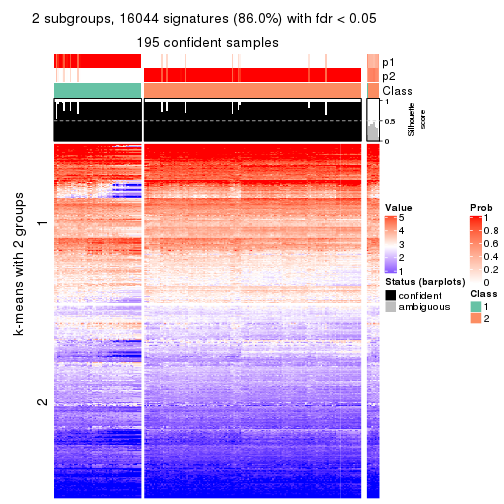 2 subgroups, 16044 signatures (86.0%) with fdr < 0.05
195 confident samples
p1
p2
Class
1
0.5
0
Silhouette
score
k-means with 2 groups
1
2
Value
5
4
3
2
1
Prob
1
0.8
0.6
0.4
0.2
0
Status (barplots)
confident
ambiguous
Class
1
2